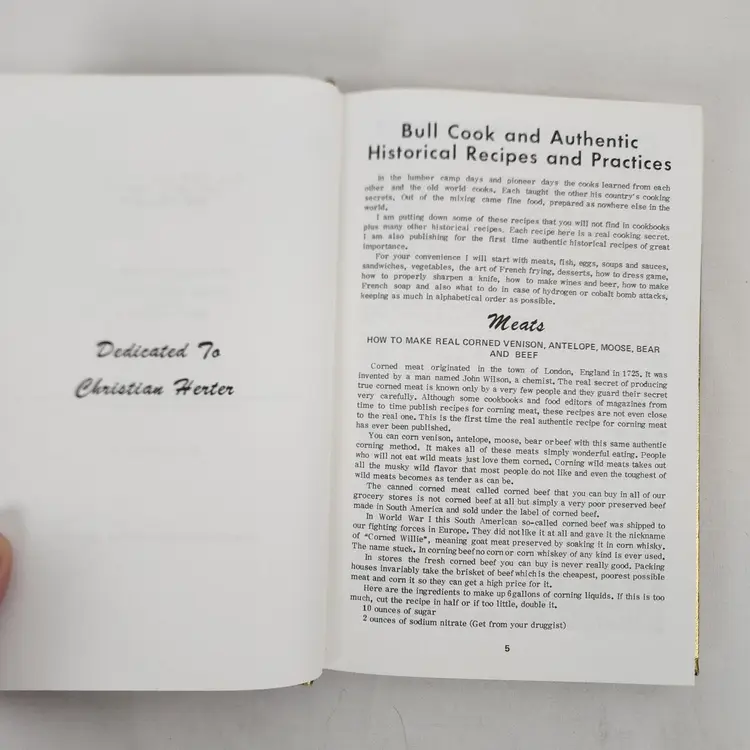 Dedicated To
Christian Herter
Bull Cook and Authentic
Historical Recipes and Practices
In the lumber camp days and pioneer days the cooks learned from each
other and the old world cooks. Each taught the other his country's cooking
secrets. Out of the mixing came fine food, prepared as nowhere else in the
world.
I am putting down some of these recipes that you will not find in cookbooks
plus many other historical recipes. Each recipe here is a real cooking secret.
I am also publishing for the first time authentic historical recipes of great
importance.
For your convenience I will start with meats, fish, eggs, soups and sauces,
sandwiches, vegetables, the art of French frying, desserts, how to dress game,
how to properly sharpen a knife, how to make wines and beer, how to make
French soap and also what to do in case of hydrogen or cobalt bomb attacks,
keeping as much in alphabetical order as possible.
Meats
HOW TO MAKE REAL CORNED VENISON, ANTELOPE, MOOSE, BEAR
AND BEEF
Corned meat originated in the town of London, England in 1725. It was
invented by a man named John Wilson, a chemist. The real secret of producing
true corned meat is known only by a very few people and they guard their secret
very carefully. Although some cookbooks and food editors of magazines from
time to time publish recipes for corning meat, these recipes are not even close
to the real one. This is the first time the real authentic recipe for corning meat
has ever been published.
You can corn venison, antelope, moose, bear or beef with this same authentic
corning method. It makes all of these meats simply wonderful eating. People
who will not eat wild meats just love them corned. Corning wild meats takes out
all the musky wild flavor that most people do not like and even the toughest of
wild meats becomes as tender as can be.
The canned corned meat called corned beef that you can buy in all of our
grocery stores is not corned beef at all but simply a very poor preserved beef
made in South America and sold under the label of corned beef.
In World War I this South American so-called corned beef was shipped to
our fighting forces in Europe. They did not like it at all and gave it the nickname
of "Corned Willie", meaning goat meat preserved by soaking it in corn whisky.
The name stuck. In corning beef no corn or corn whiskey of any kind is ever used.
In stores the fresh corned beef you can buy is never really good. Packing
houses invariably take the brisket of beef which is the cheapest, poorest possible
meat and corn it so they can get a high price for it.
Here are the ingredients to make up 6 gallons of corning liquids. If this is too
much, cut the recipe in half or if too little, double it.
10 ounces of sugar
2 ounces of sodium nitrate (Get from your druggist)
5